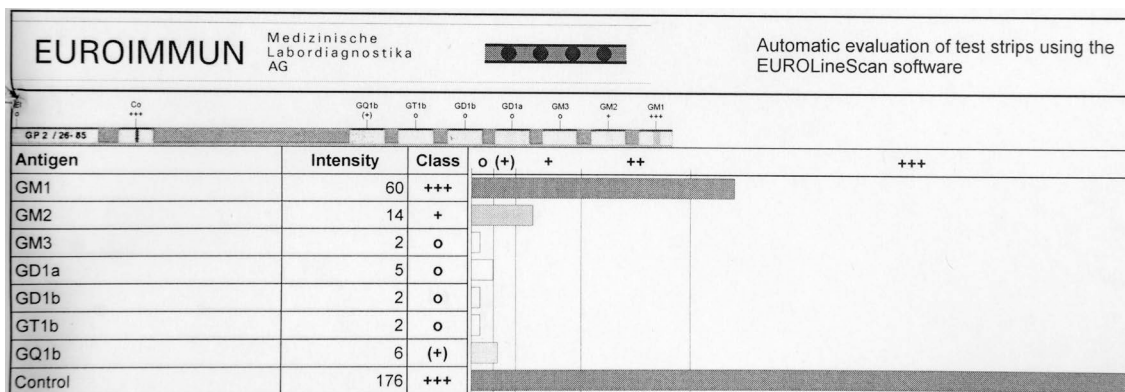 EUROIMMUN
Medizinische
Labordiagnostika
AG
Automatic evaluation of test strips using the
EUROLineScan software
Co GQ1b GT1b GD1b GD1a GM3 GM2 GM1
o +++ (+) o o o o + +++
GP 2 / 26- 85
Antigen Intensity Class o (+) + ++ +++
GM1 60 +++
GM2 14 +
GM3 2 o
GD1a 5 o
GD1b 2 o
GT1b 2 o
GQ1b 6 (+)
Control 176 +++